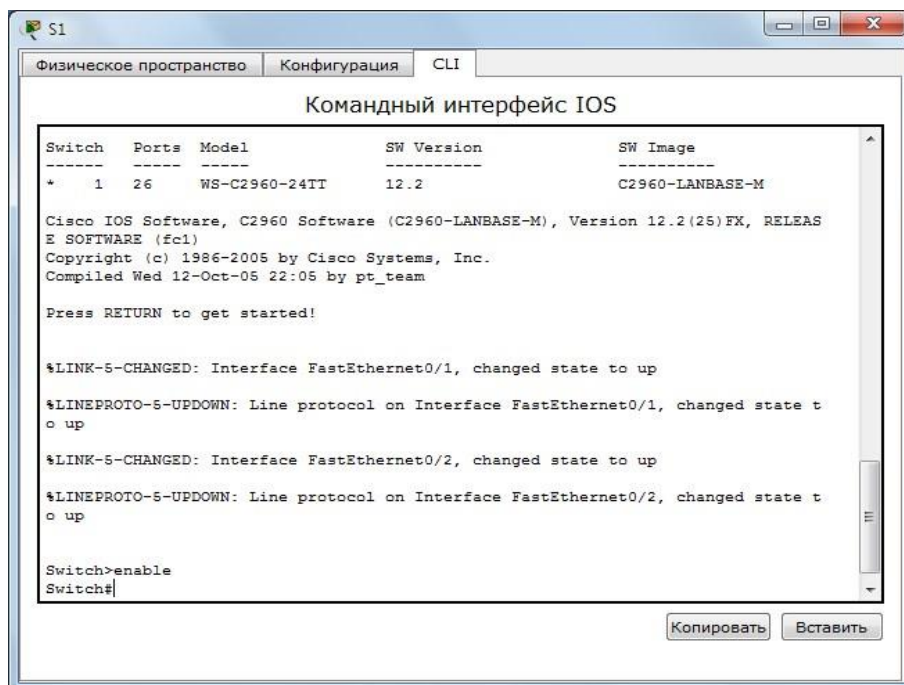 S1
Физическое пространство Конфигурация CLI
Командный интерфейс IOS
Switch Ports Model SW Version SW Image
------ ----- ----- ---------- ----------
* 1 26 WS-C2960-24TT 12.2 C2960-LANBASE-M
Cisco IOS Software, C2960 Software (C2960-LANBASE-M), Version 12.2(25)FX, RELEAS
E SOFTWARE (fc1)
Copyright (c) 1986-2005 by Cisco Systems, Inc.
Compiled Wed 12-Oct-05 22:05 by pt_team
Press RETURN to get started!
%LINK-5-CHANGED: Interface FastEthernet0/1, changed state to up
%LINEPROTO-5-UPDOWN: Line protocol on Interface FastEthernet0/1, changed state t
o up
%LINK-5-CHANGED: Interface FastEthernet0/2, changed state to up
%LINEPROTO-5-UPDOWN: Line protocol on Interface FastEthernet0/2, changed state t
o up
Switch>enable
Switch#
Копировать Вставить